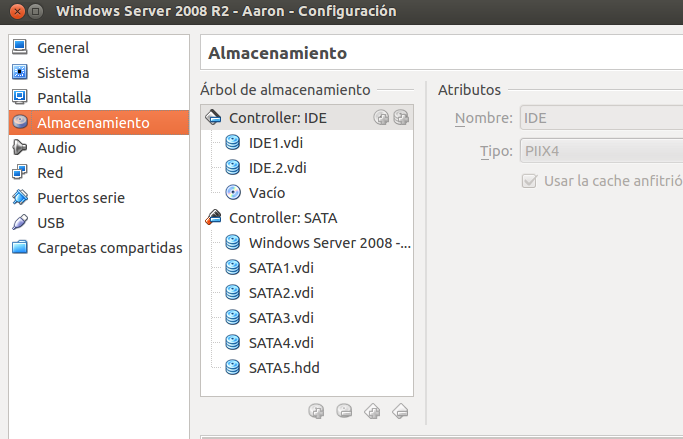 Windows Server 2008 R2 - Aaron - Configuración
General
Sistema
Pantalla
Almacenamiento
Audio
Red
Puertos serie
USB
Carpetas compartidas
Almacenamiento
Árbol de almacenamiento
Controller: IDE
IDE1.vdi
IDE.2.vdi
Vacío
Controller: SATA
Windows Server 2008 -...
SATA1.vdi
SATA2.vdi
SATA3.vdi
SATA4.vdi
SATA5.hdd
Atributos
Nombre: IDE
Tipo: PIIX4
Usar la cache anfitrió